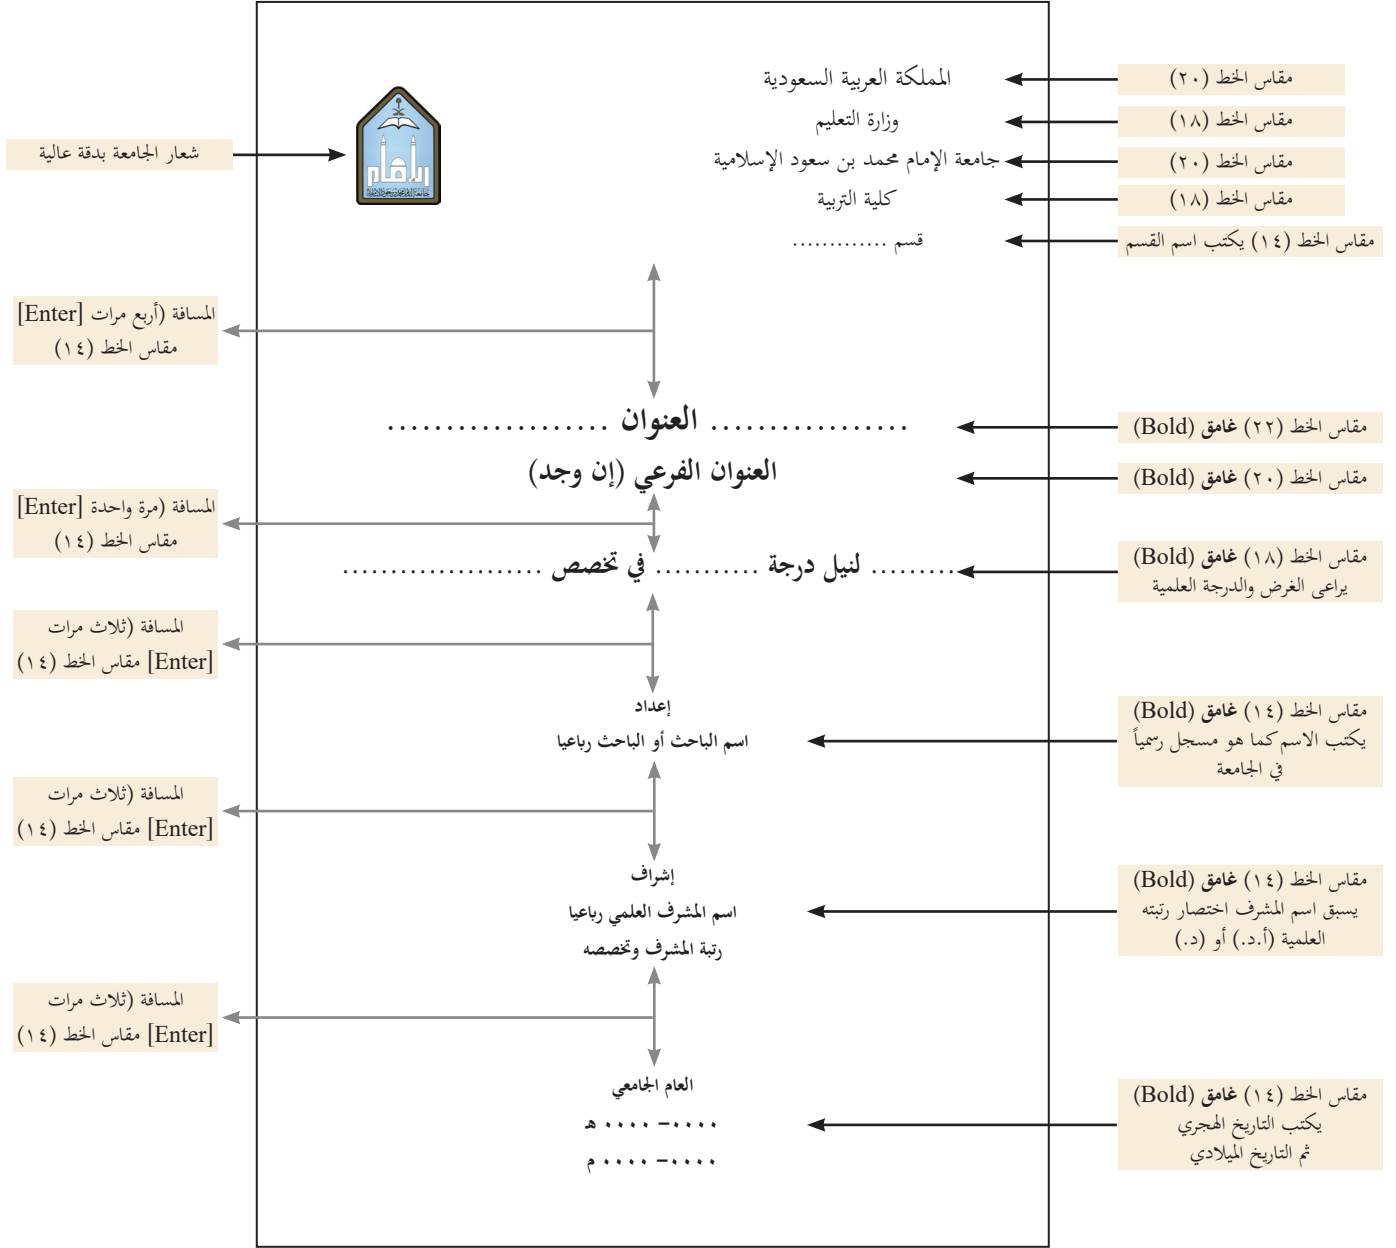 المملكة العربية السعودية
مقاس الخط (٢٠)
وزارة التعليم
مقاس الخط (١٨)
جامعة الإمام محمد بن سعود الإسلامية
مقاس الخط (٢٠)
كلية التربية
مقاس الخط (١٨)
قسم .............
مقاس الخط (١٤) يكتب اسم القسم
شعار الجامعة بدقة عالية
المسافة (أربع مرات [Enter]
مقاس الخط (١٤)
................. العنوان ...................
مقاس الخط (٢٢) غامق (Bold)
العنوان الفرعي (إن وجد)
مقاس الخط (٢٠) غامق (Bold)
المسافة (مرة واحدة [Enter]
مقاس الخط (١٤)
......... لنيل درجة ........... في تخصص .....................
مقاس الخط (١٨) غامق (Bold)
يراعى الغرض والدرجة العلمية
المسافة (ثلاث مرات
[Enter] مقاس الخط (١٤)
إعداد
اسم الباحث أو الباحث رباعيا
مقاس الخط (١٤) غامق (Bold)
يكتب الاسم كما هو مسجل رسمياً
في الجامعة
المسافة (ثلاث مرات
[Enter] مقاس الخط (١٤)
إشراف
اسم المشرف العلمي رباعيا
رتبة المشرف وتخصصه
مقاس الخط (١٤) غامق (Bold)
يسبق اسم المشرف اختصار رتبته
العلمية (أ.د.) أو (د.)
المسافة (ثلاث مرات
[Enter] مقاس الخط (١٤)
العام الجامعي
٠٠٠٠– ٠٠٠٠ هـ
٠٠٠٠– ٠٠٠٠ م
مقاس الخط (١٤) غامق (Bold)
يكتب التاريخ الهجري
ثم التاريخ الميلادي